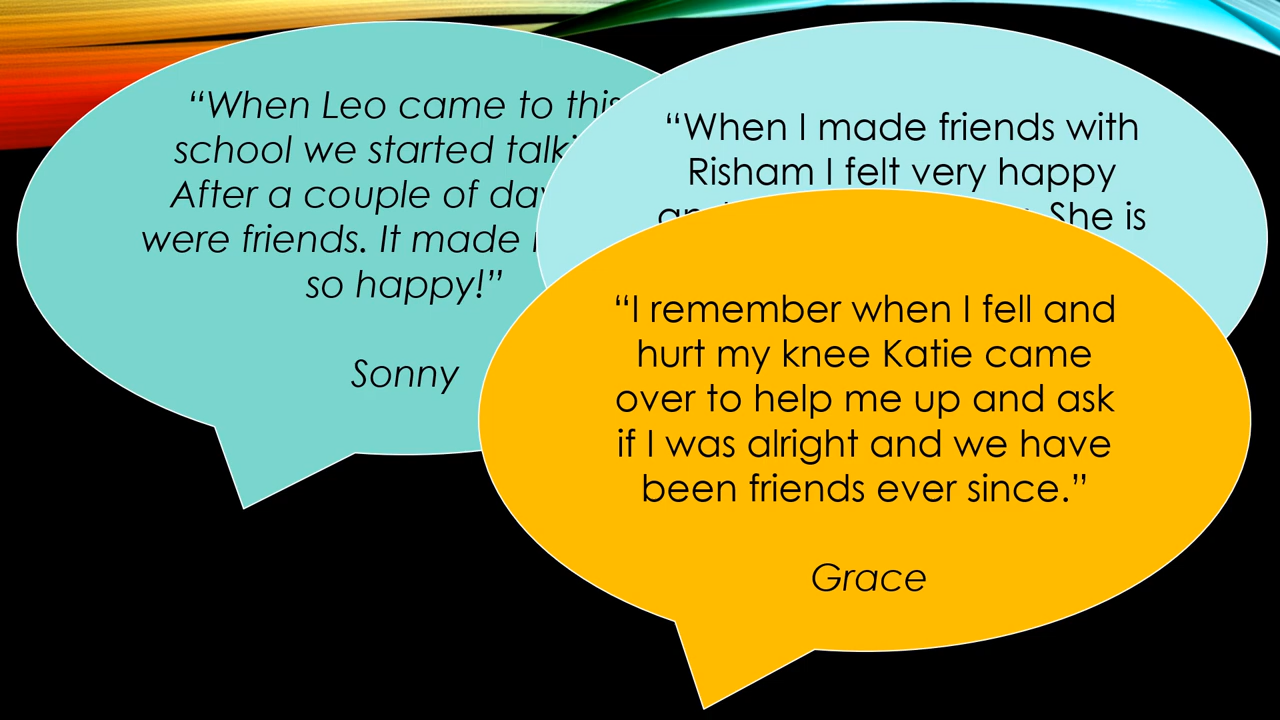 “When Leo came to this
school we started
After a couple of
were friends. It made
so happy!”
Sonny
“When I made friends with
Risham I felt very happy
She is
“I remember when I fell and
hurt my knee Katie came
over to help me up and ask
if I was alright and we have
been friends ever since.”
Grace